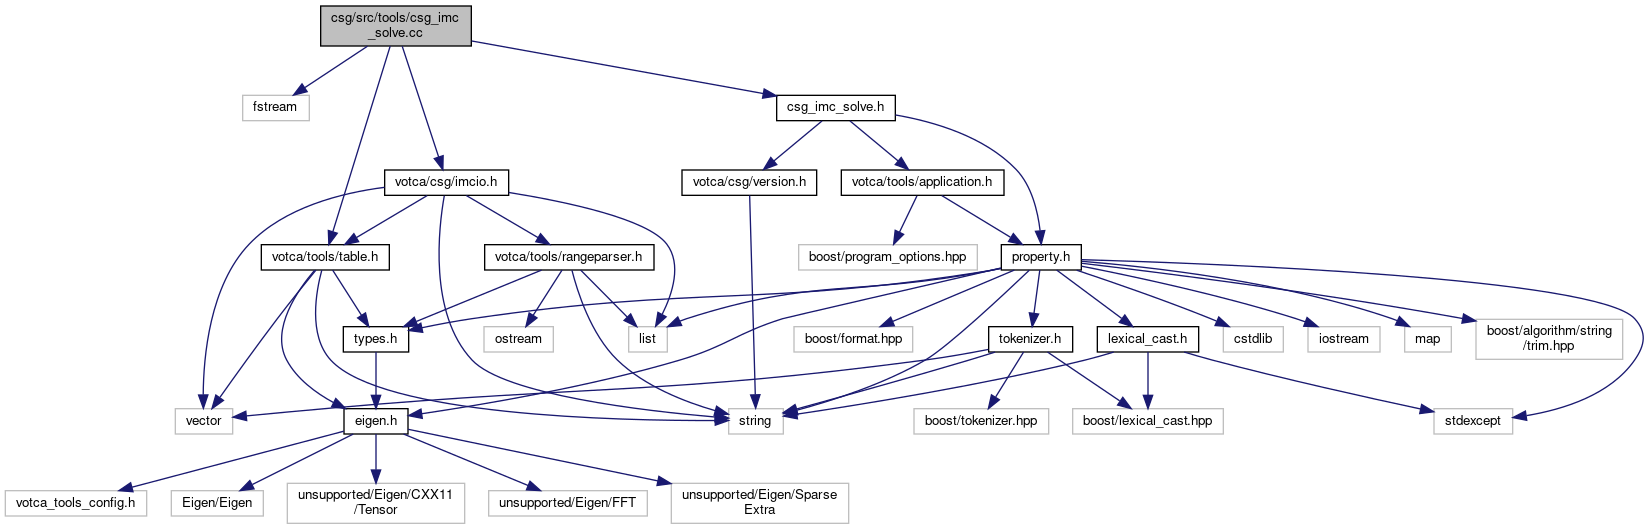 csg/src/tools/csg_imc
_solve.cc
fstream
csg_imc_solve.h
votca/csg/imcio.h
votca/csg/version.h
votca/tools/application.h
votca/tools/table.h
votca/tools/rangeparser.h
boost/program_options.hpp
property.h
types.h
ostream
list
boost/format.hpp
tokenizer.h
lexical_cast.h
cstdlib
iostream
map
boost/algorithm/string
/trim.hpp
vector
eigen.h
string
boost/tokenizer.hpp
boost/lexical_cast.hpp
stdexcept
votca_tools_config.h
Eigen/Eigen
unsupported/Eigen/CXX11
/Tensor
unsupported/Eigen/FFT
unsupported/Eigen/Sparse
Extra